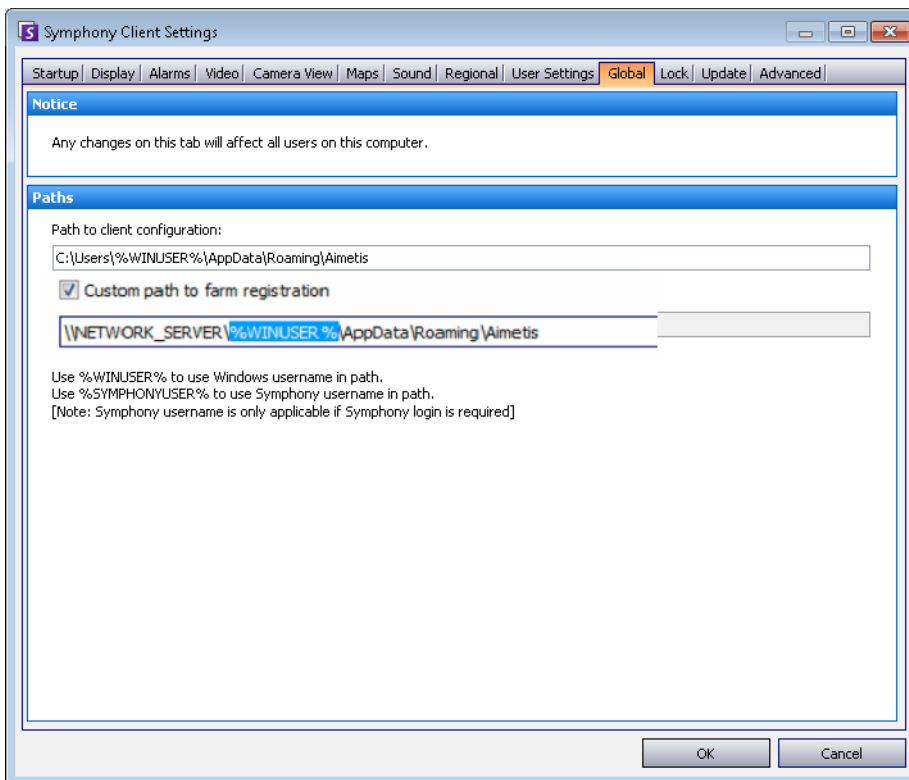 Symphony Client Settings
Startup Display Alarms Video Camera View Maps Sound Regional User Settings Global Lock Update Advanced
Notice
Any changes on this tab will affect all users on this computer.
Paths
Path to client configuration:
C:\Users\%WINUSER%\AppData\Roaming\Aimetis
Custom path to farm registration
\\NETWORK_SERVER\%WINUSER %\AppData\Roaming\Aimetis
Use %WINUSER% to use Windows username in path.
Use %SYMPHONYUSER% to use Symphony username in path.
[Note: Symphony username is only applicable if Symphony login is required]
OK Cancel